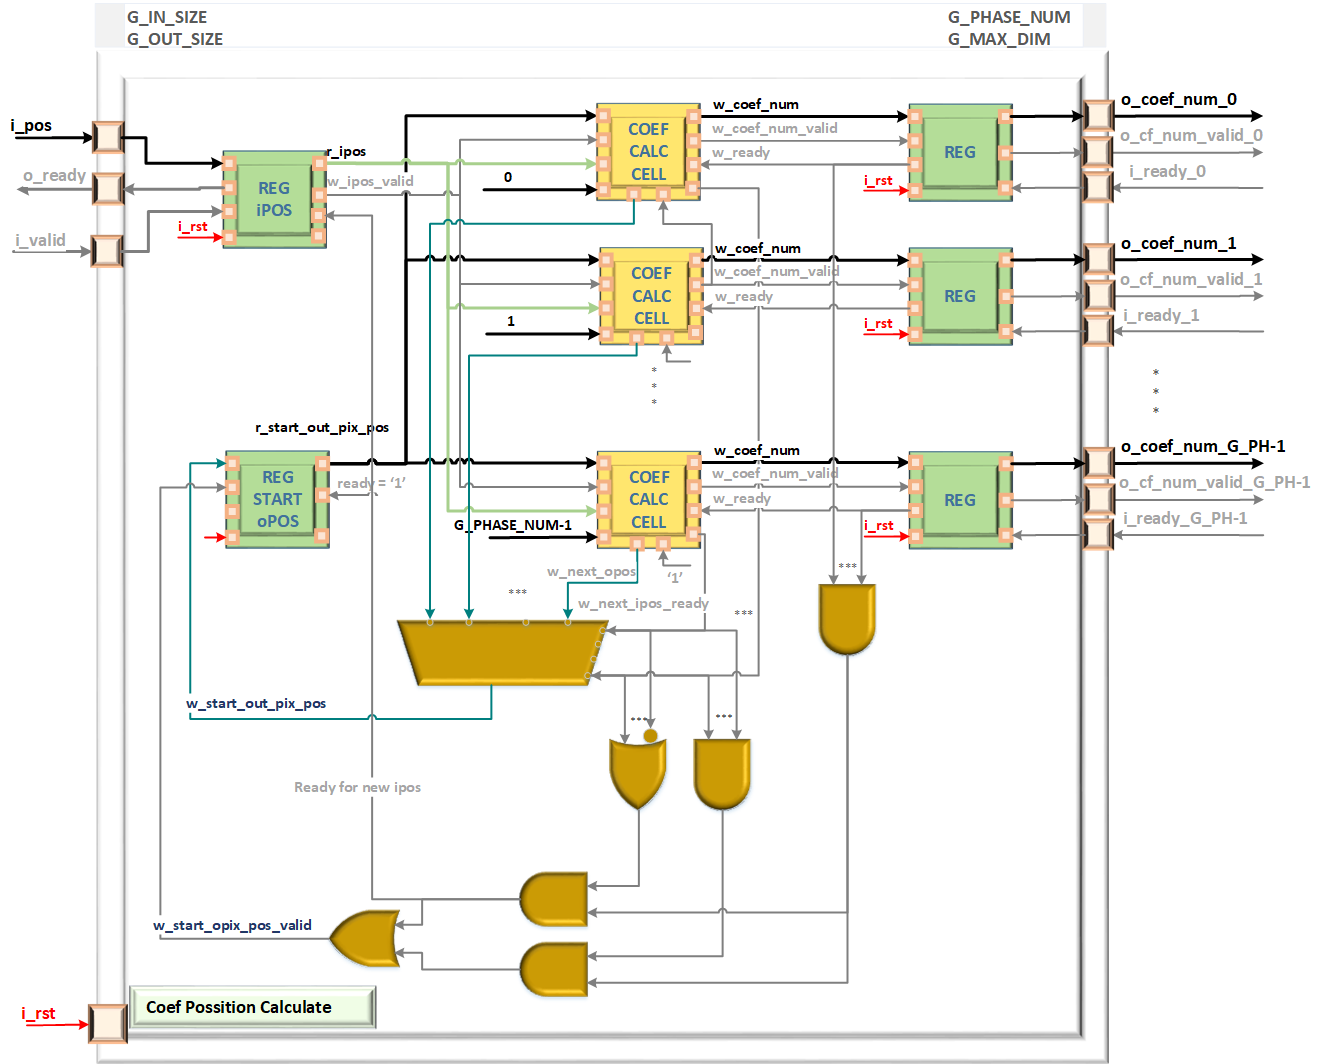 G_IN_SIZE
G_OUT_SIZE
G_PHASE_NUM
G_MAX_DIM
i_pos
o_ready
i_valid
REG
iPOS
i_rst
r_ipos
w_ipos_valid
0
COEF
CALC
CELL
w_coef_num
w_coef_num_valid
w_ready
i_rst
REG
o_coef_num_0
o_cf_num_valid_0
i_ready_0
1
COEF
CALC
CELL
w_coef_num
w_coef_num_valid
w_ready
i_rst
REG
o_coef_num_1
o_cf_num_valid_1
i_ready_1
*
*
*
*
*
*
r_start_out_pix_pos
REG
START
oPOS
ready = ‘1’
G_PHASE_NUM-1
COEF
CALC
CELL
w_coef_num
w_coef_num_valid
w_ready
i_rst
REG
o_coef_num_G_PH-1
o_cf_num_valid_G_PH-1
i_ready_G_PH-1
w_next_opos
‘1’
***
***
w_next_ipos_ready
***
w_start_out_pix_pos
...
...
Ready for new ipos
w_start_opix_pos_valid
i_rst
Coef Possition Calculate